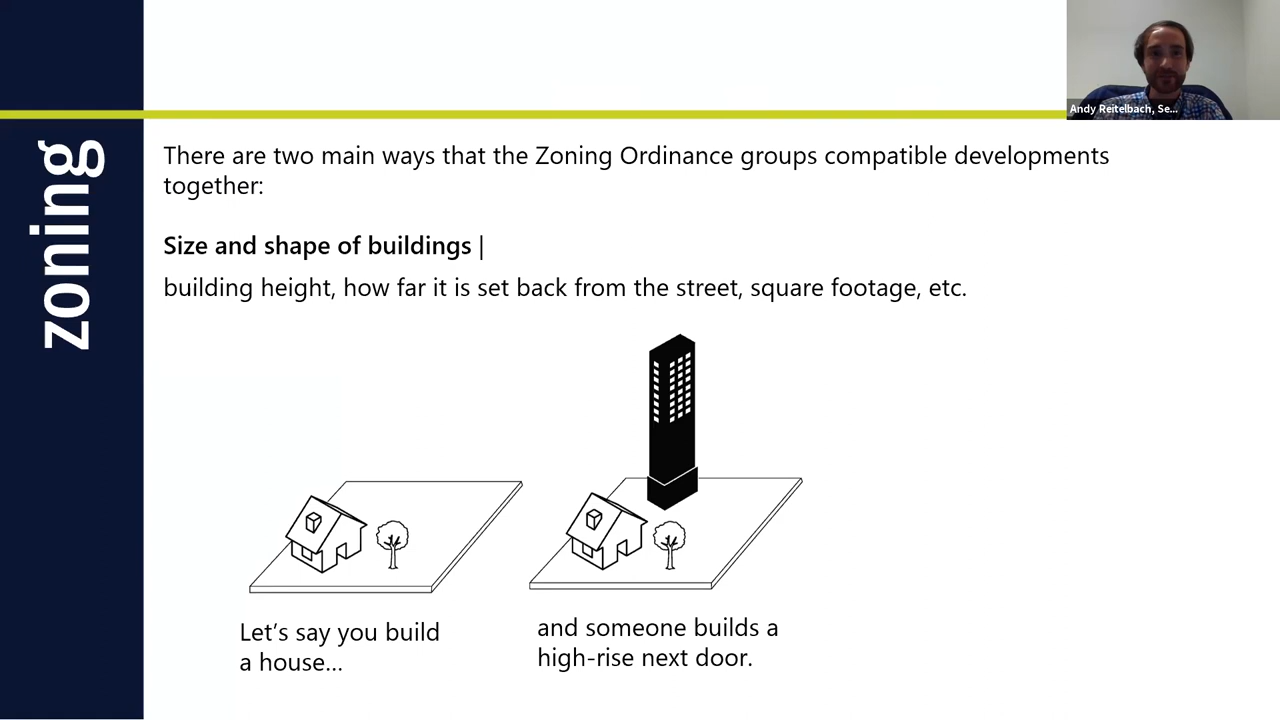 Andy Reitelbach, Se...
zoning
There are two main ways that the Zoning Ordinance groups compatible developments
together:
Size and shape of buildings |
building height, how far it is set back from the street, square footage, etc.
Let's say you build
a house...
and someone builds a
high-rise next door.